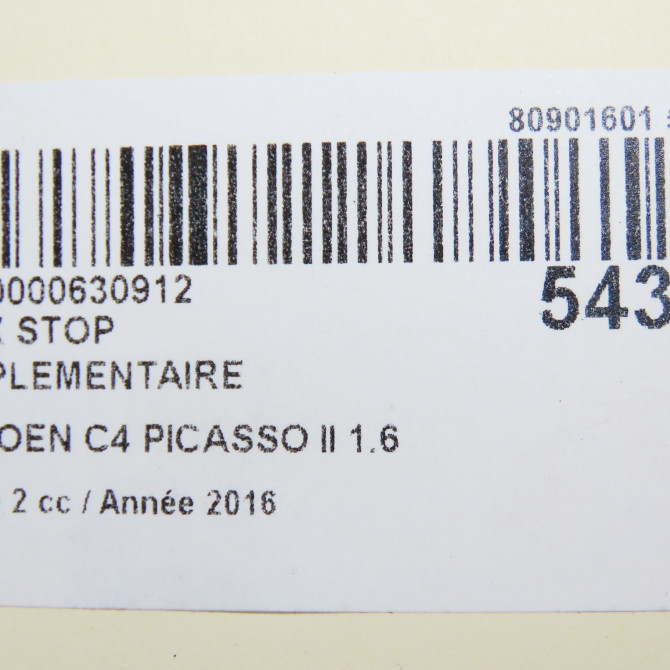 80901601
0000630912
543
STOP
PLEMENTAIRE
OEN C4 PICASSO II 1.6
2 cc / Année 2016